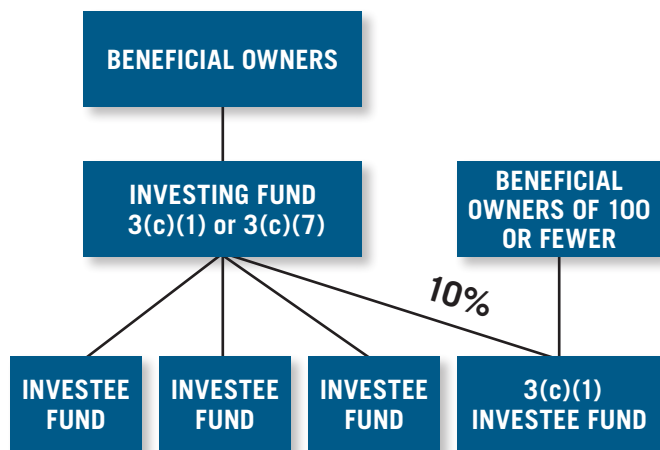 BENEFICIAL OWNERS
INVESTING FUND
3(c)(1) or 3(c)(7)
BENEFICIAL
OWNERS OF 100
OR FEWER
10%
INVESTEE
FUND
INVESTEE
FUND
INVESTEE
FUND
3(c)(1)
INVESTEE FUND